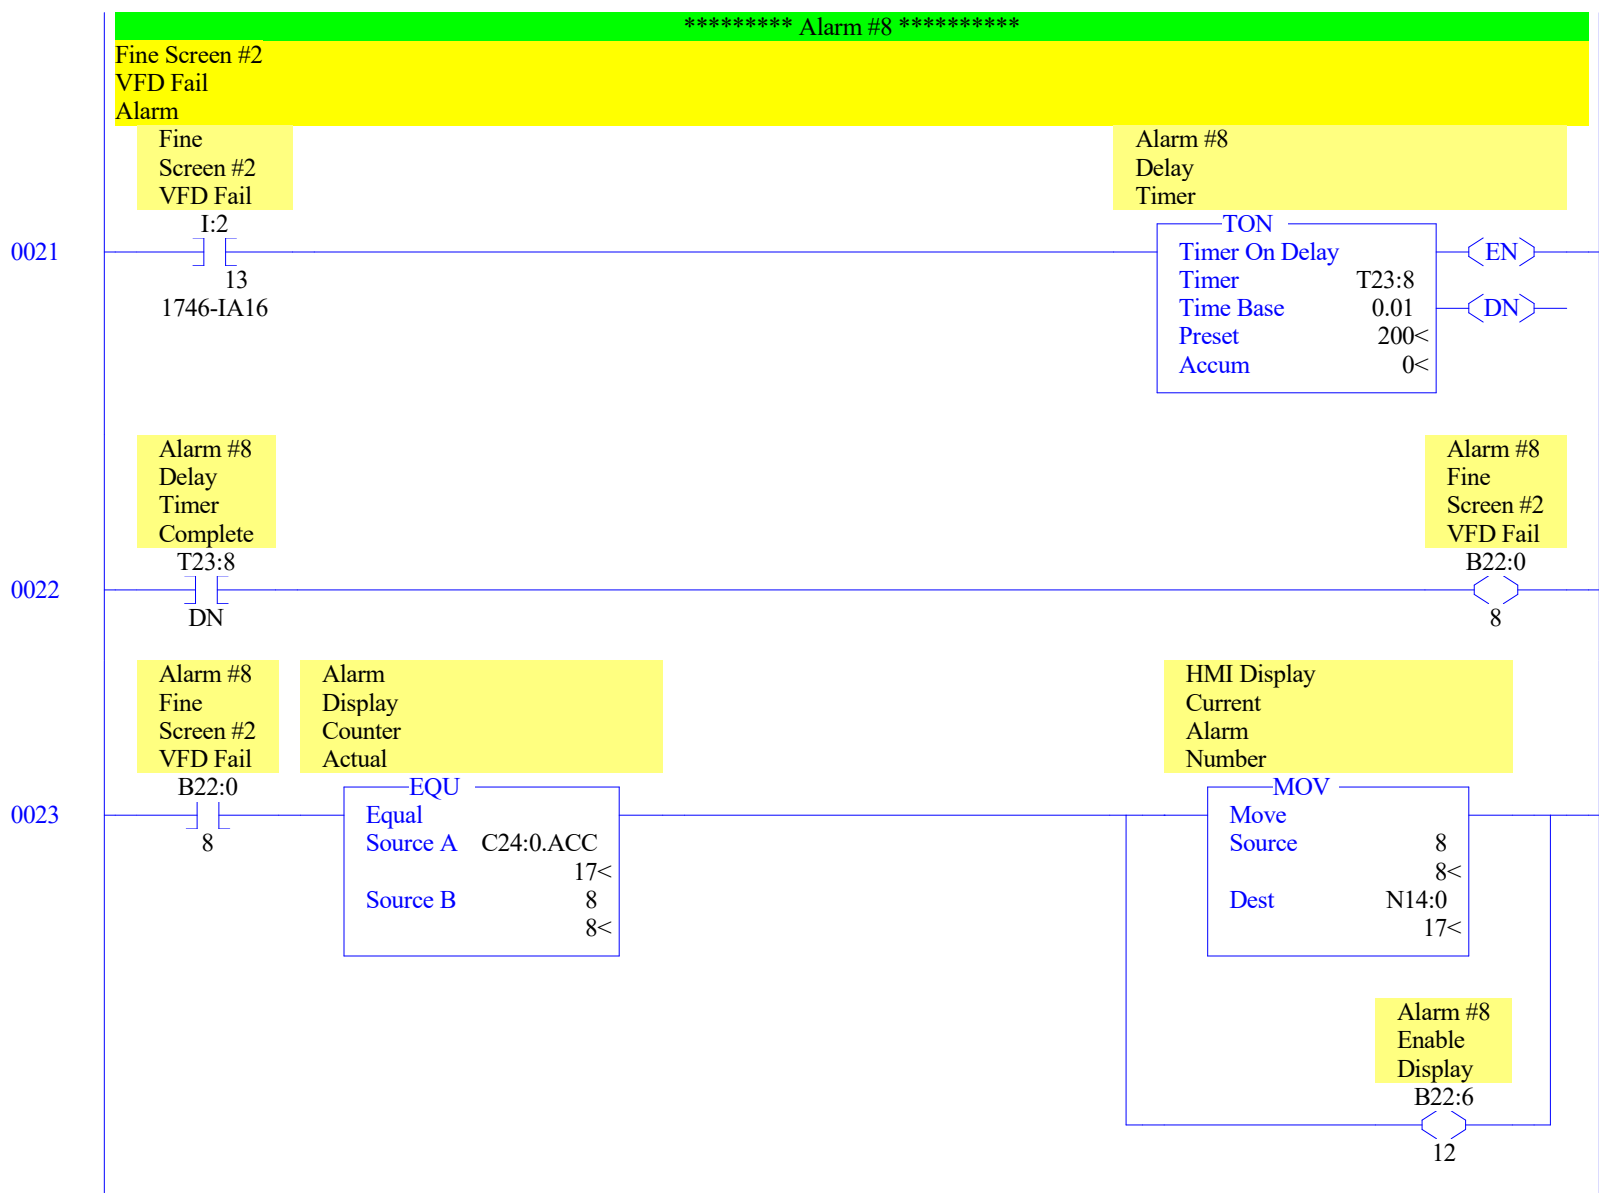 ********* Alarm #8 **********
Fine Screen #2
VFD Fail
Alarm
Fine
Screen #2
VFD Fail
I:2
13
1746-IA16
Alarm #8
Delay
Timer
TON
Timer On Delay
Timer T23:8
Time Base 0.01
Preset 200<
Accum 0<
EN
DN
0021
Alarm #8
Delay
Timer
Complete
T23:8
DN
Alarm #8
Fine
Screen #2
VFD Fail
B22:0
8
0022
Alarm #8
Fine
Screen #2
VFD Fail
B22:0
8
Alarm
Display
Counter
Actual
EQU
Equal
Source A C24:0.ACC
17<
Source B 8
8<
HMI Display
Current
Alarm
Number
MOV
Move
Source 8
8<
Dest N14:0
17<
0023
Alarm #8
Enable
Display
B22:6
12